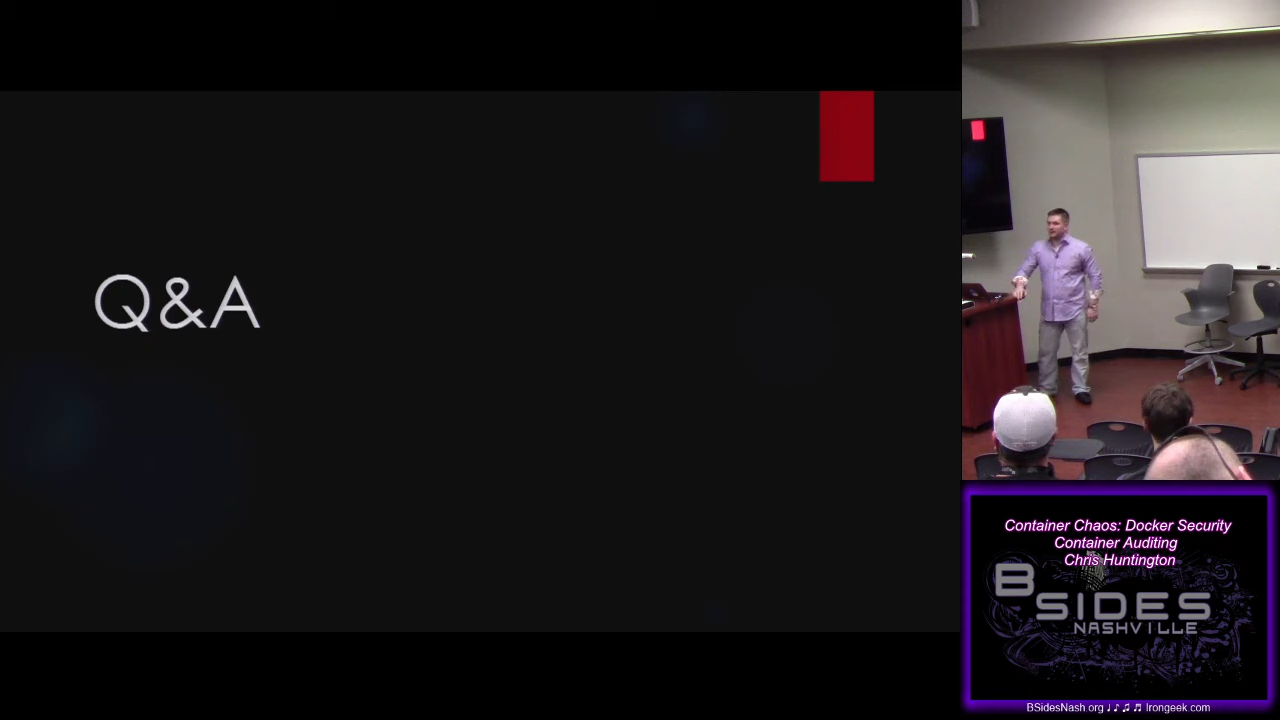 Q&A
Container Chaos: Docker Security
Container Auditing
Chris Huntington
BSIDES
NASHVILLE
BSidesNash.org ♩ ♪ ♫ ♬ Irongeek.com